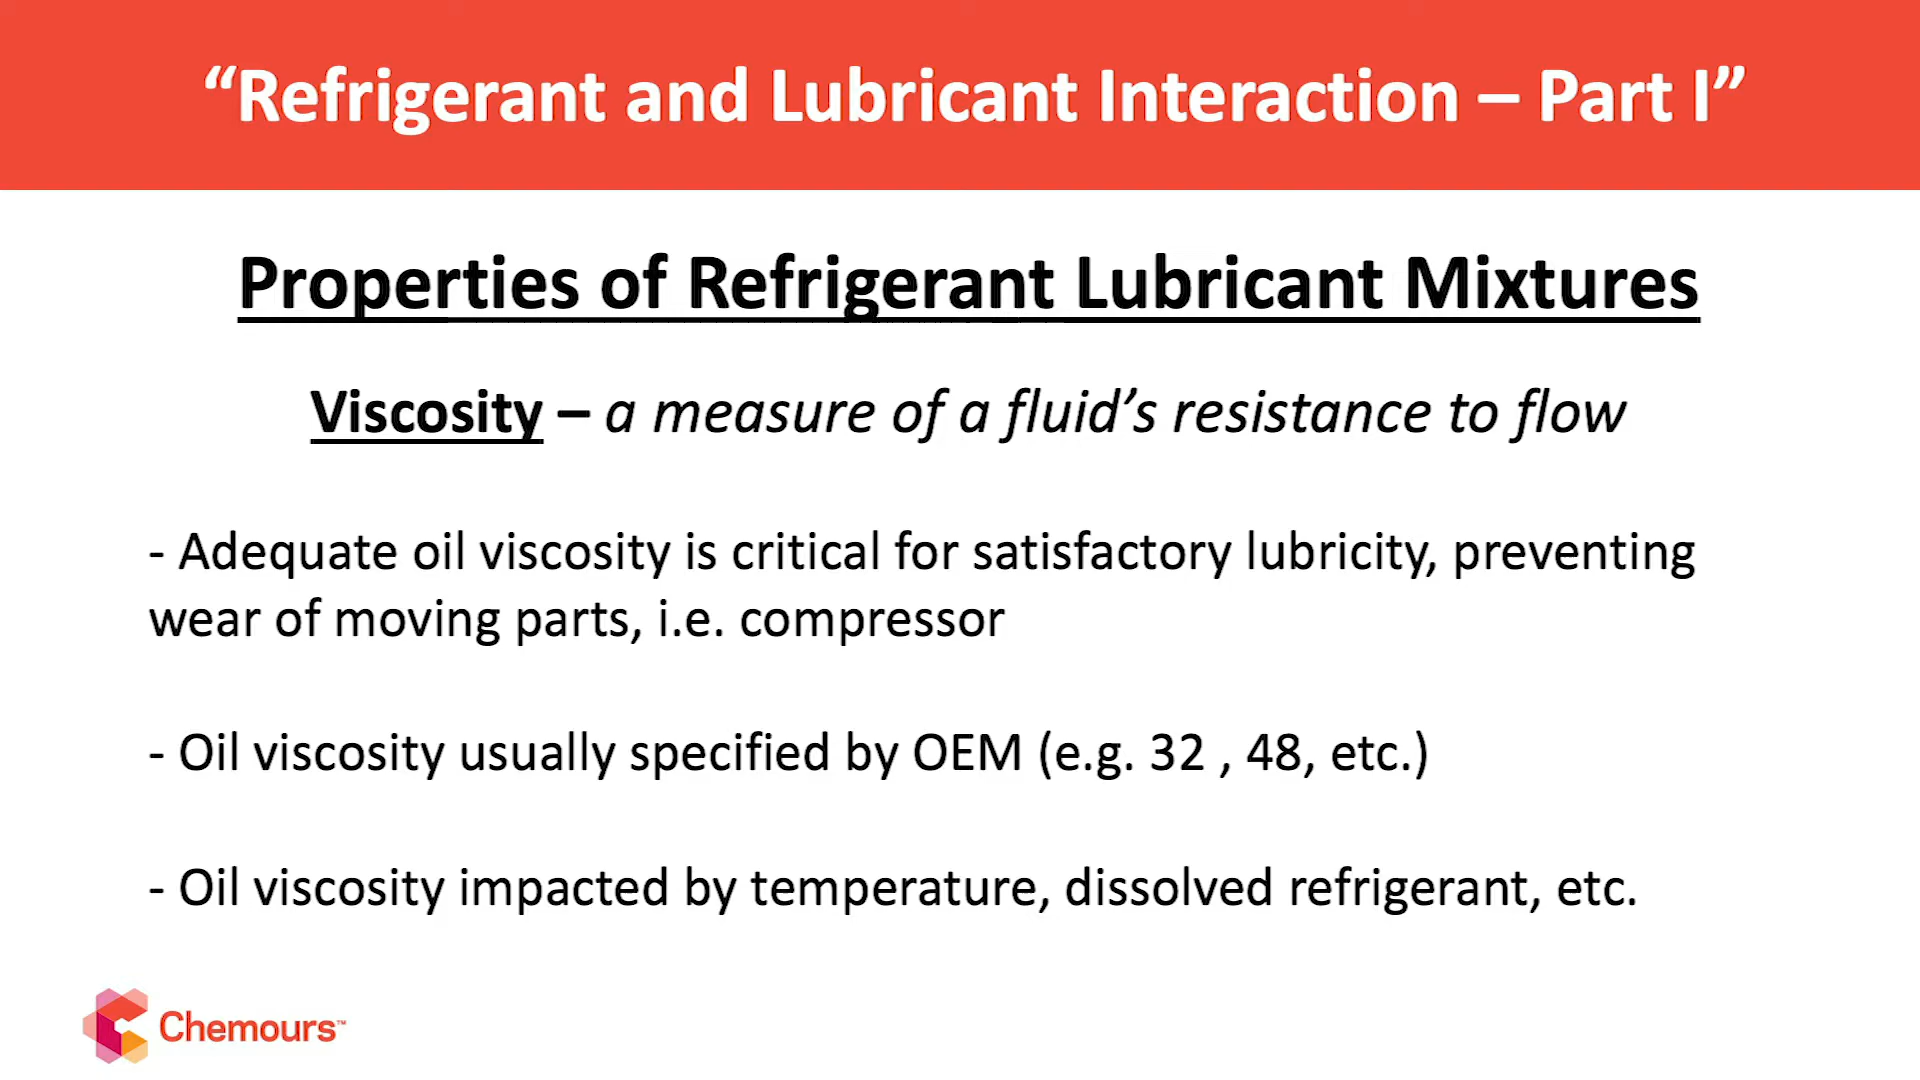 “Refrigerant and Lubricant Interaction – Part I”
Properties of Refrigerant Lubricant Mixtures
Viscosity – a measure of a fluid’s resistance to flow
- Adequate oil viscosity is critical for satisfactory lubricity, preventing
wear of moving parts, i.e. compressor
- Oil viscosity usually specified by OEM (e.g. 32 , 48, etc.)
- Oil viscosity impacted by temperature, dissolved refrigerant, etc.
Chemours™